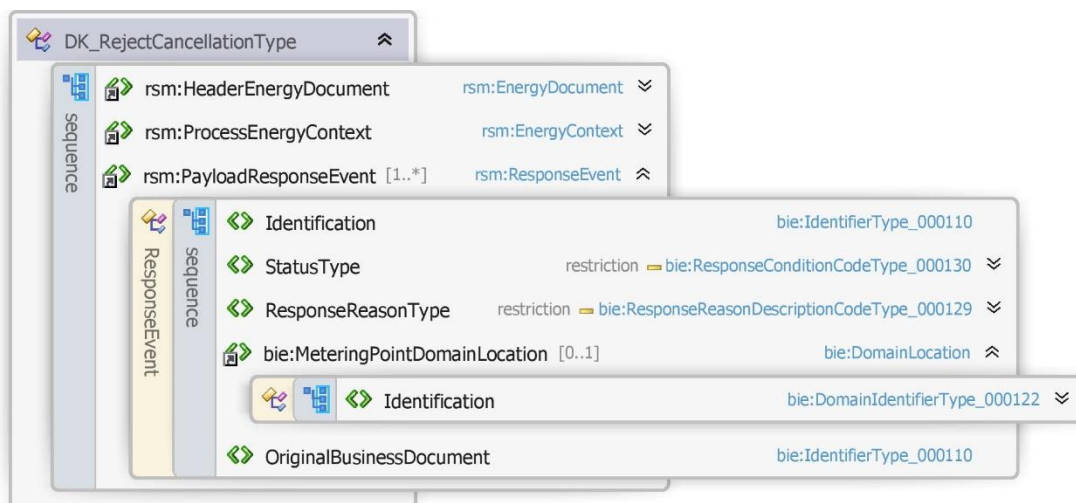 DK_RejectCancellationType
sequence
rsm:HeaderEnergyDocument rsm:EnergyDocument
rsm:ProcessEnergyContext rsm:EnergyContext
rsm:PayloadResponseEvent [1..*] rsm:ResponseEvent
ResponseEvent
sequence
Identification bie:IdentifierType_000110
StatusType restriction bie:ResponseConditionCodeType_000130
ResponseReasonType restriction bie:ResponseReasonDescriptionCodeType_000129
bie:MeteringPointDomainLocation [0..1] bie:DomainLocation
Identification bie:DomainIdentifierType_000122
OriginalBusinessDocument bie:IdentifierType_000110